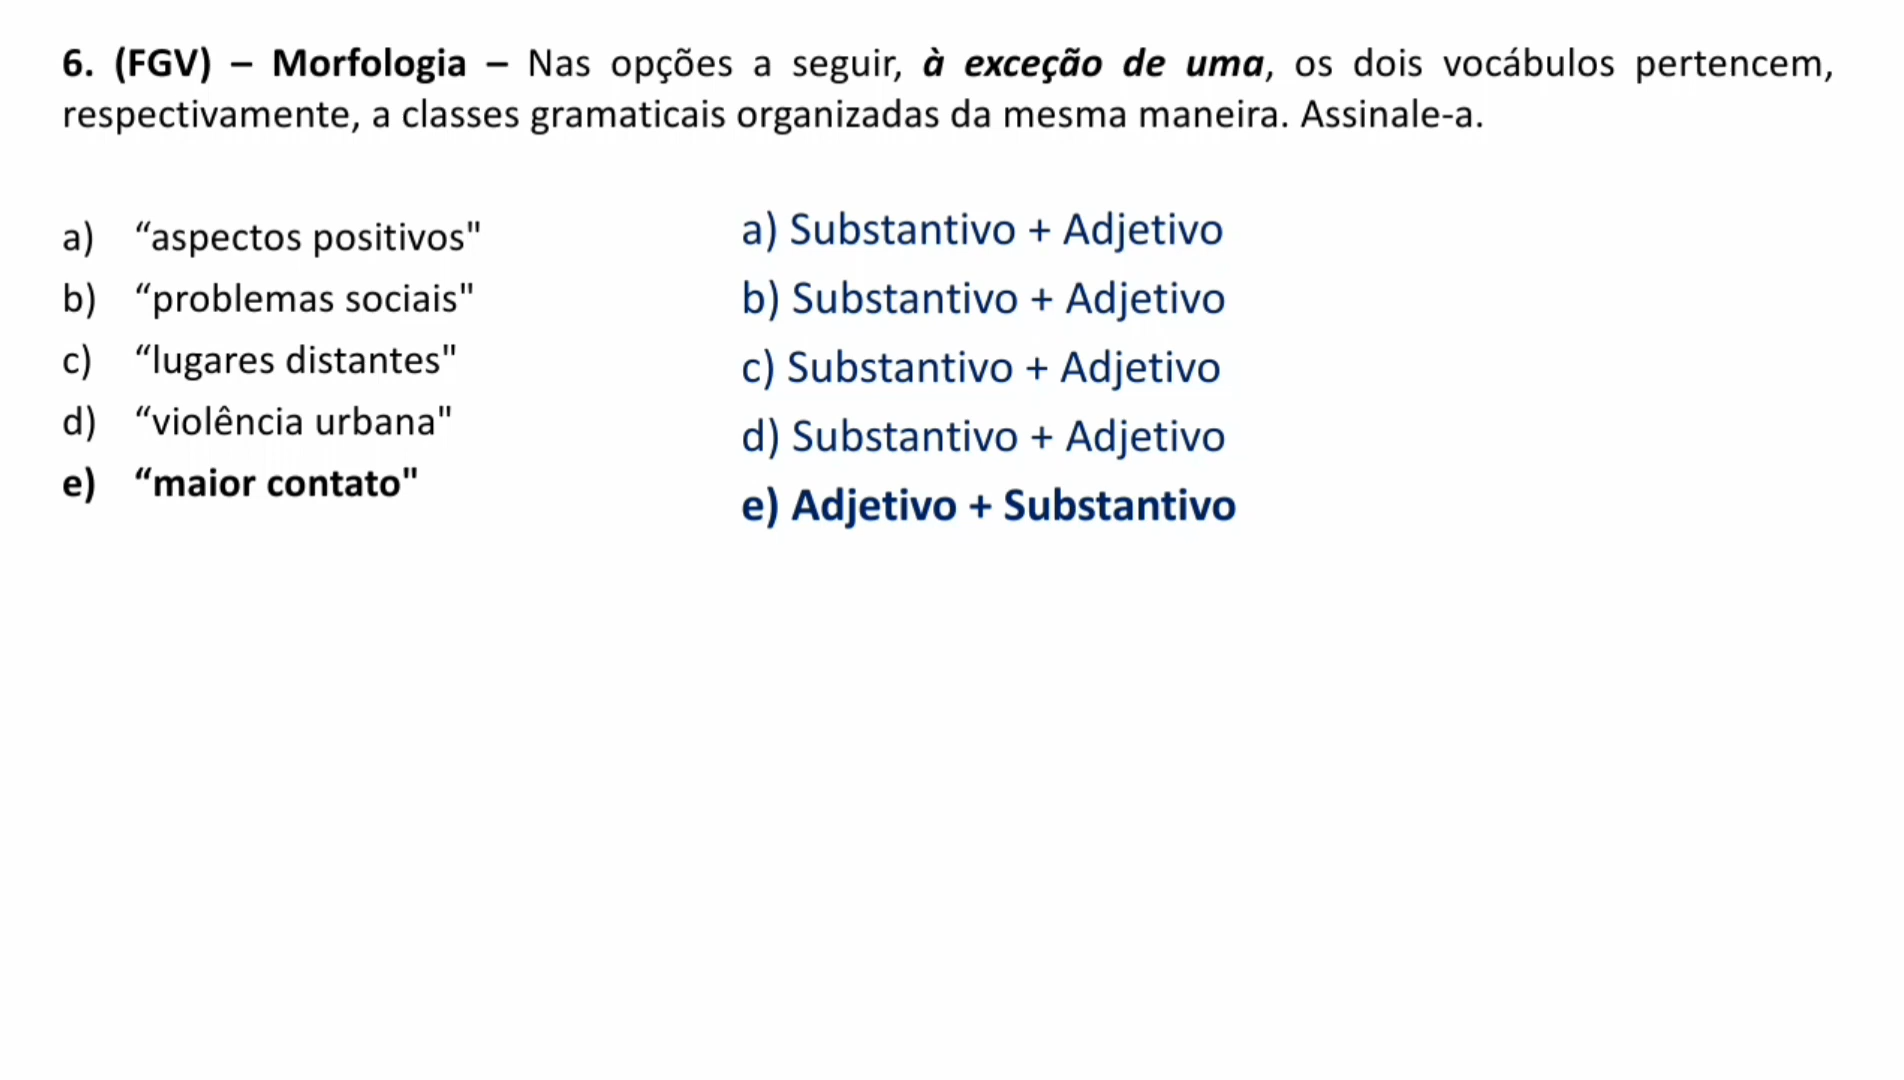 6. (FGV) – Morfologia – Nas opções a seguir, à exceção de uma, os dois vocábulos pertencem,
respectivamente, a classes gramaticais organizadas da mesma maneira. Assinale-a.
a) “aspectos positivos"
b) “problemas sociais"
c) “lugares distantes"
d) “violência urbana"
e) “maior contato"
a) Substantivo + Adjetivo
b) Substantivo + Adjetivo
c) Substantivo + Adjetivo
d) Substantivo + Adjetivo
e) Adjetivo + Substantivo